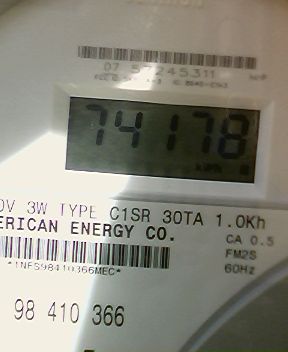 07 57245311
74178
kWh
0V 3W TYPE C1SR 30TA 1.0Kh
ERICAN ENERGY CO. CA 0.5
FM2S
*1NFS98410366MEC* 60Hz
98 410 366